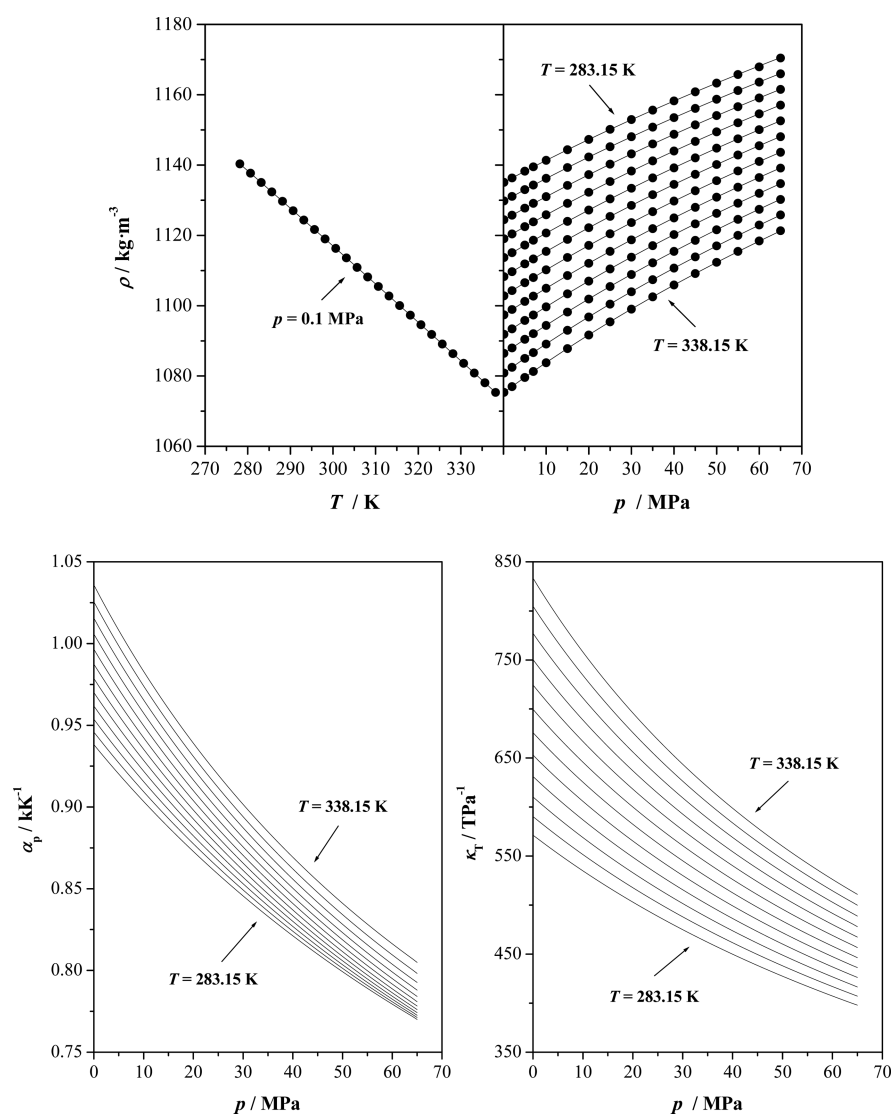 1180
1170
1160
1140
1120
1100
1080
1060
ρ / kg·m⁻³
T = 283.15 K
p = 0.1 MPa
T = 338.15 K
270 280 290 300 310 320 330 10 20 30 40 50 60 70
T / K
p / MPa
1.05
1.00
0.95
0.90
0.85
0.80
0.75
αₚ / kK⁻¹
T = 338.15 K
T = 283.15 K
0 10 20 30 40 50 60 70
p / MPa
850
750
650
550
450
350
κ_T / TPa⁻¹
T = 338.15 K
T = 283.15 K
0 10 20 30 40 50 60 70
p / MPa